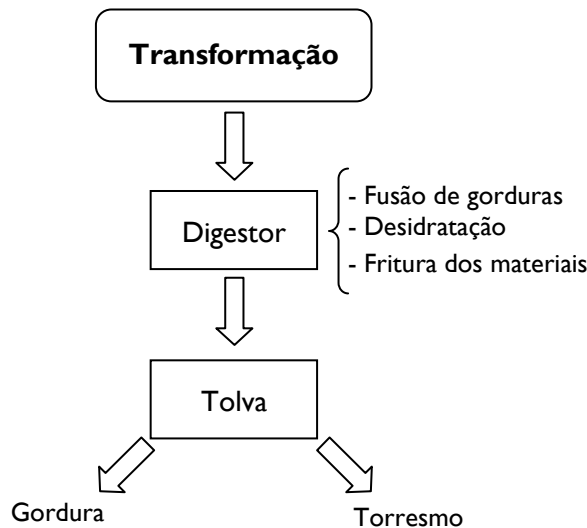 Transformação
Digestor
- Fusão de gorduras
- Desidratação
- Fritura dos materiais
Tolva
Gordura
Torresmo